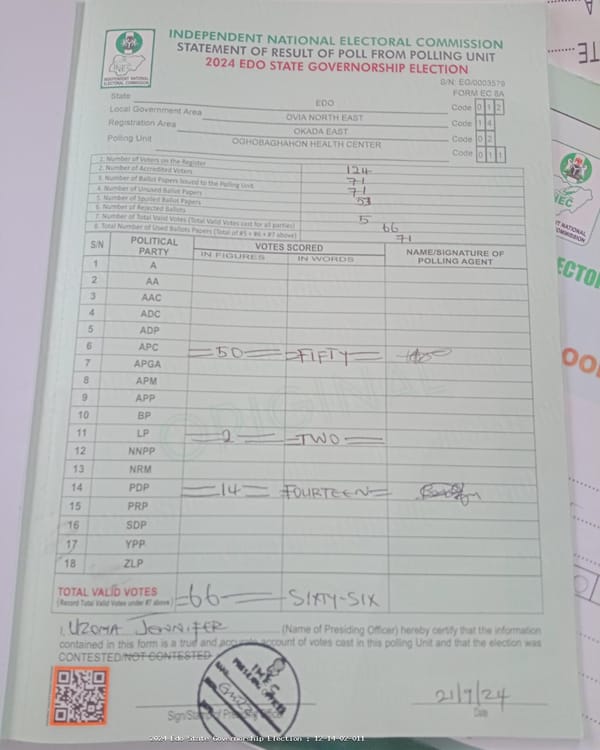 INDEPENDENT NATIONAL ELECTORAL COMMISSION
STATEMENT OF RESULT OF POLL FROM POLLING UNIT
2024 EDO STATE GOVERNORSHIP ELECTION
INDEPENDENT NATIONAL ELECTORAL COMMISSION
S/N: EG/0003579
FORM EC 8A
State EDO Code 0 1 2
Local Government Area OVIA NORTH EAST Code 1 4
Registration Area OKADA EAST Code 0 2
Polling Unit OGHOBAGHAHON HEALTH CENTER Code 0 1 1
1. Number of Voters on the Register 124
2. Number of Accredited Voters 71
3. Number of Ballot Papers Issued to the Polling Unit 71
4. Number of Unused Ballot Papers 53
5. Number of Spoiled Ballot Papers
6. Number of Rejected Ballots 5
7. Number of Total Valid Votes (Total Valid Votes cast for all parties) 66
8. Total Number of Used Ballots Papers (Total of #5 + #6 + #7 above) 71
S/N POLITICAL PARTY VOTES SCORED NAME/SIGNATURE OF POLLING AGENT
IN FIGURES IN WORDS
1 A
2 AA
3 AAC
4 ADC
5 ADP
6 APC 50 FIFTY
7 APGA
8 APM
9 APP
10 BP
11 LP 2 TWO
12 NNPP
13 NRM
14 PDP 14 FOURTEEN
15 PRP
16 SDP
17 YPP
18 ZLP
ORIGINAL
TOTAL VALID VOTES 66 SIXTY-SIX
(Record Total Valid Votes under #7 above)
I, UZOMA JENNIFER (Name of Presiding Officer) hereby certify that the information
contained in this form is a true and accurate account of votes cast in this polling Unit and that the election was
CONTESTED/NOT CONTESTED
21/9/24
Date
2024 Edo State Governorship Election : 12-14-02-011